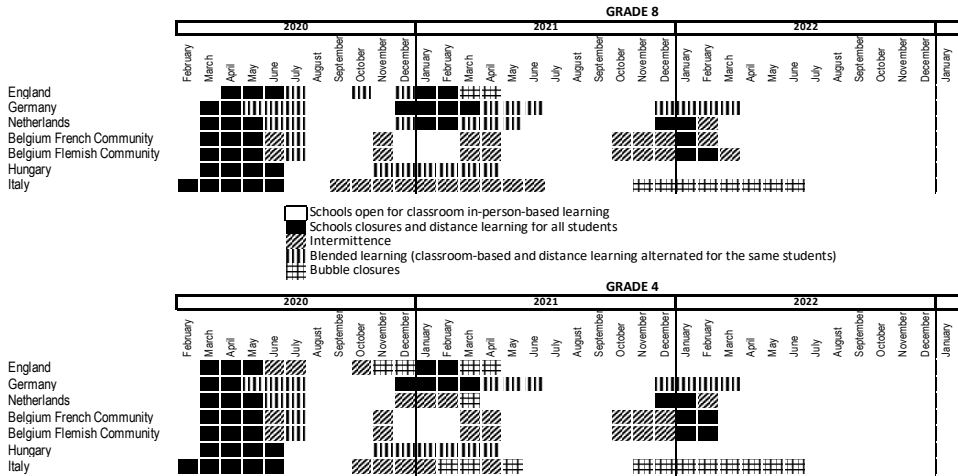 GRADE 8
2020 2021 2022
February March April May June July August September October November December January February March April May June July August September October November December January February March April May June July August September October November December January
England
Germany
Netherlands
Belgium French Community
Belgium Flemish Community
Hungary
Italy
Schools open for classroom in-person-based learning
Schools closures and distance learning for all students
Intermittence
Blended learning (classroom-based and distance learning alternated for the same students)
Bubble closures
GRADE 4
2020 2021 2022
February March April May June July August September October November December January February March April May June July August September October November December January February March April May June July August September October November December January
England
Germany
Netherlands
Belgium French Community
Belgium Flemish Community
Hungary
Italy